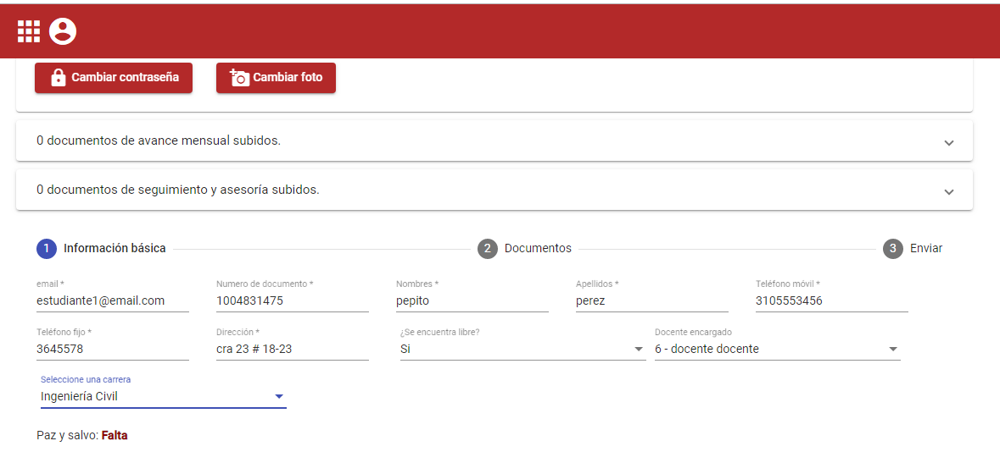 Cambiar contraseña Cambiar foto
0 documentos de avance mensual subidos.
0 documentos de seguimiento y asesoría subidos.
1 Información básica 2 Documentos 3 Enviar
email * Numero de documento * Nombres * Apellidos * Teléfono móvil *
estudiante1@email.com 1004831475 pepito perez 3105553456
Teléfono fijo * Dirección * ¿Se encuentra libre? Docente encargado
3645578 cra 23 # 18-23 Si 6 - docente docente
Seleccione una carrera
Ingeniería Civil
Paz y salvo: Falta